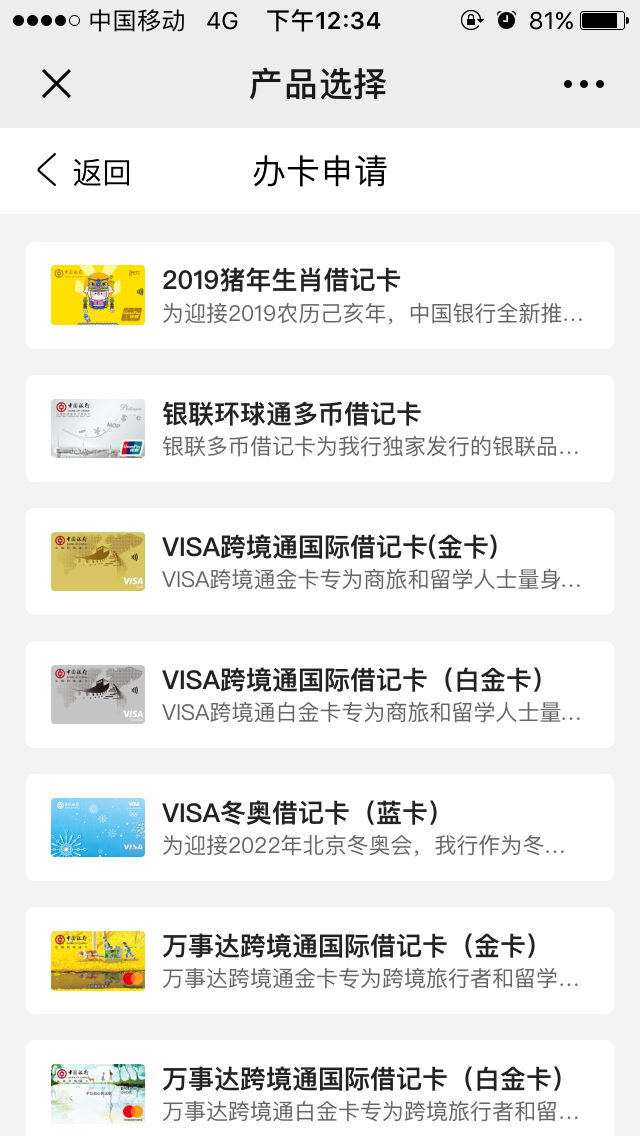 中国移动 4G 下午12:34 81%
产品选择
返回 办卡申请
2019猪年生肖借记卡
为迎接2019农历己亥年，中国银行全新推...
银联环球通多币借记卡
银联多币借记卡为我行独家发行的银联品...
VISA跨境通国际借记卡(金卡)
VISA跨境通金卡专为商旅和留学人士量身...
VISA跨境通国际借记卡（白金卡）
VISA跨境通白金卡专为商旅和留学人士量...
VISA冬奥借记卡（蓝卡）
为迎接2022年北京冬奥会，我行作为冬...
万事达跨境通国际借记卡（金卡）
万事达跨境通金卡专为跨境旅行者和留学...
万事达跨境通国际借记卡（白金卡）
万事达跨境通白金卡专为跨境旅行者和留...